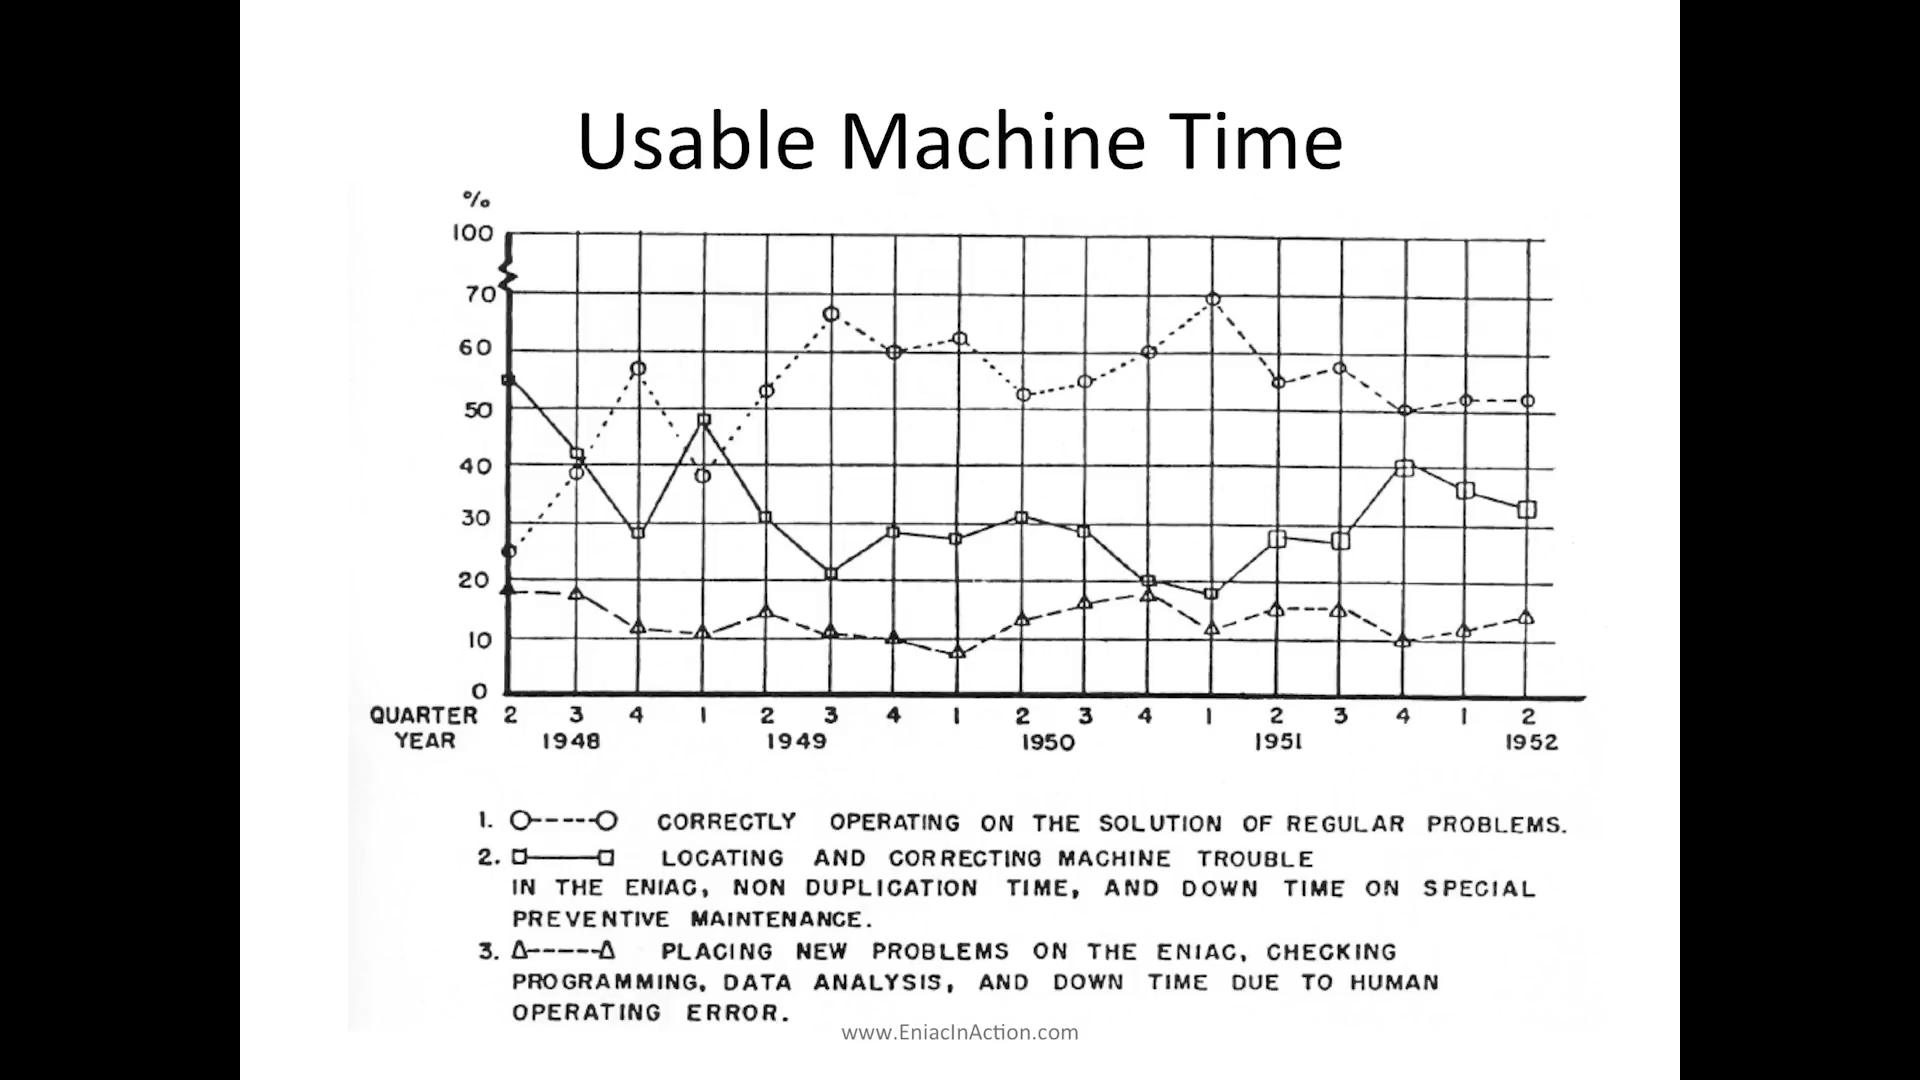 Usable Machine Time
%
100
70
60
50
40
30
20
10
0
QUARTER 2 3 4 1 2 3 4 1 2 3 4 1 2 3 4 1 2
YEAR 1948 1949 1950 1951 1952
1. CORRECTLY OPERATING ON THE SOLUTION OF REGULAR PROBLEMS.
2. LOCATING AND CORRECTING MACHINE TROUBLE
IN THE ENIAC, NON DUPLICATION TIME, AND DOWN TIME ON SPECIAL
PREVENTIVE MAINTENANCE.
3. PLACING NEW PROBLEMS ON THE ENIAC, CHECKING
PROGRAMMING, DATA ANALYSIS, AND DOWN TIME DUE TO HUMAN
OPERATING ERROR.
www.EniacInAction.com